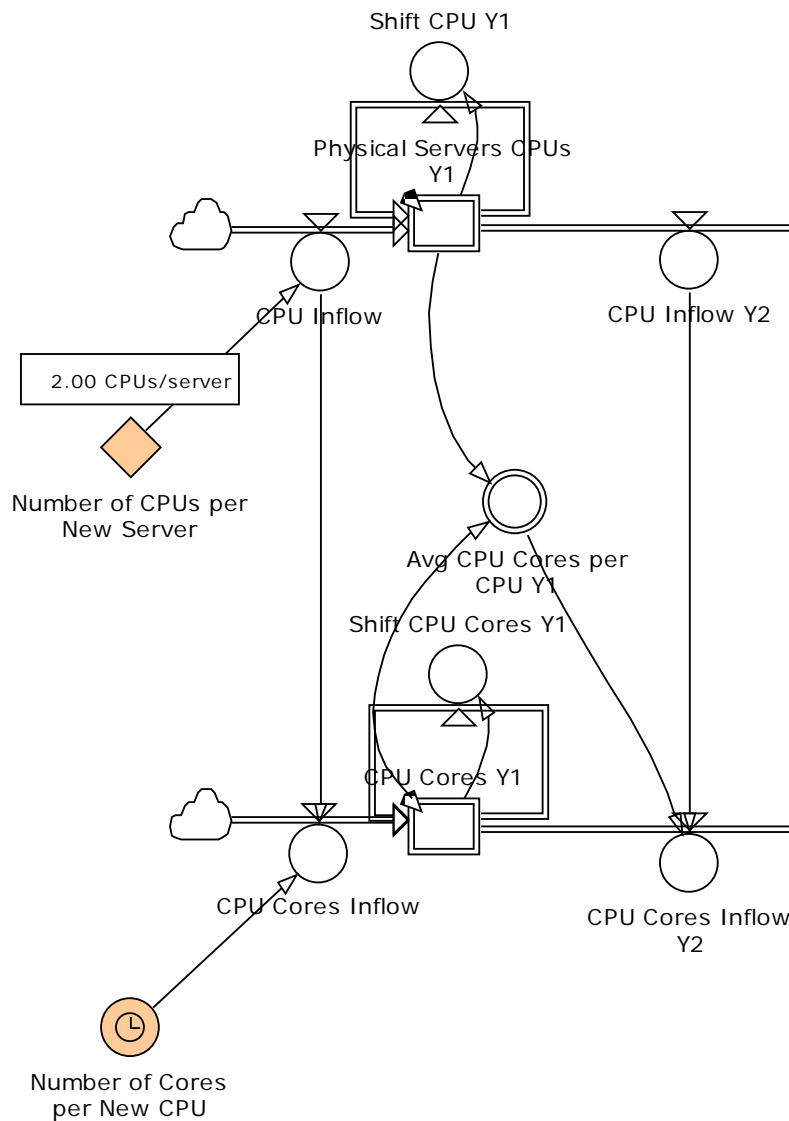 Shift CPU Y1
Physical Servers CPUs
Y1
CPU Inflow
CPU Inflow Y2
2.00 CPUs/server
Number of CPUs per
New Server
Avg CPU Cores per
CPU Y1
Shift CPU Cores Y1
CPU Cores Y1
CPU Cores Inflow
CPU Cores Inflow
Y2
Number of Cores
per New CPU